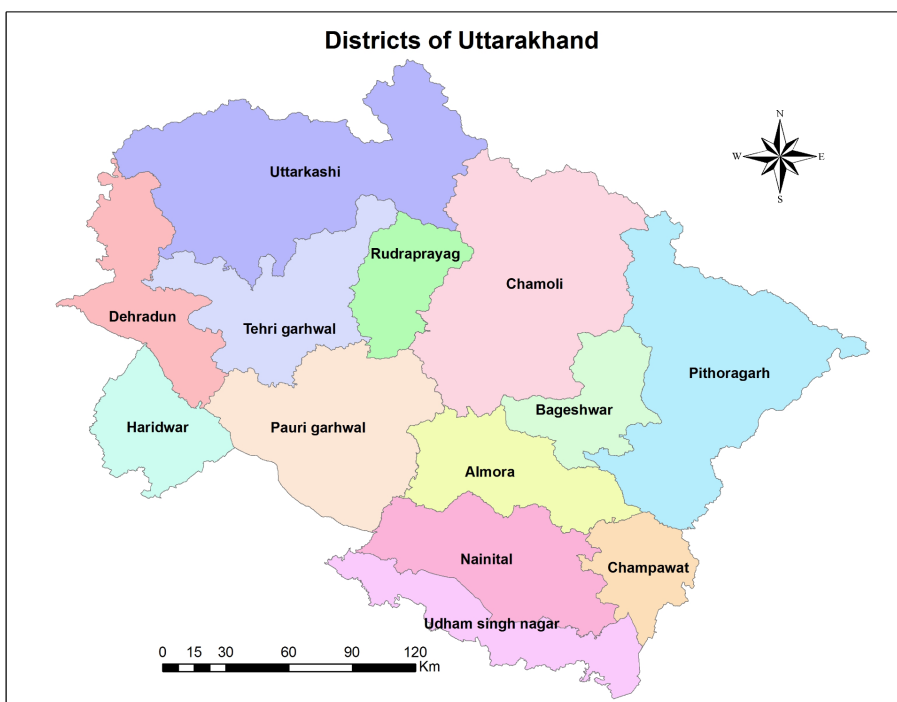 Districts of Uttarakhand
N
W E
S
Uttarkashi
Rudraprayag
Chamoli
Dehradun
Tehri garhwal
Pithoragarh
Haridwar
Pauri garhwal
Bageshwar
Almora
Nainital
Champawat
Udham singh nagar
0 15 30 60 90 120
Km